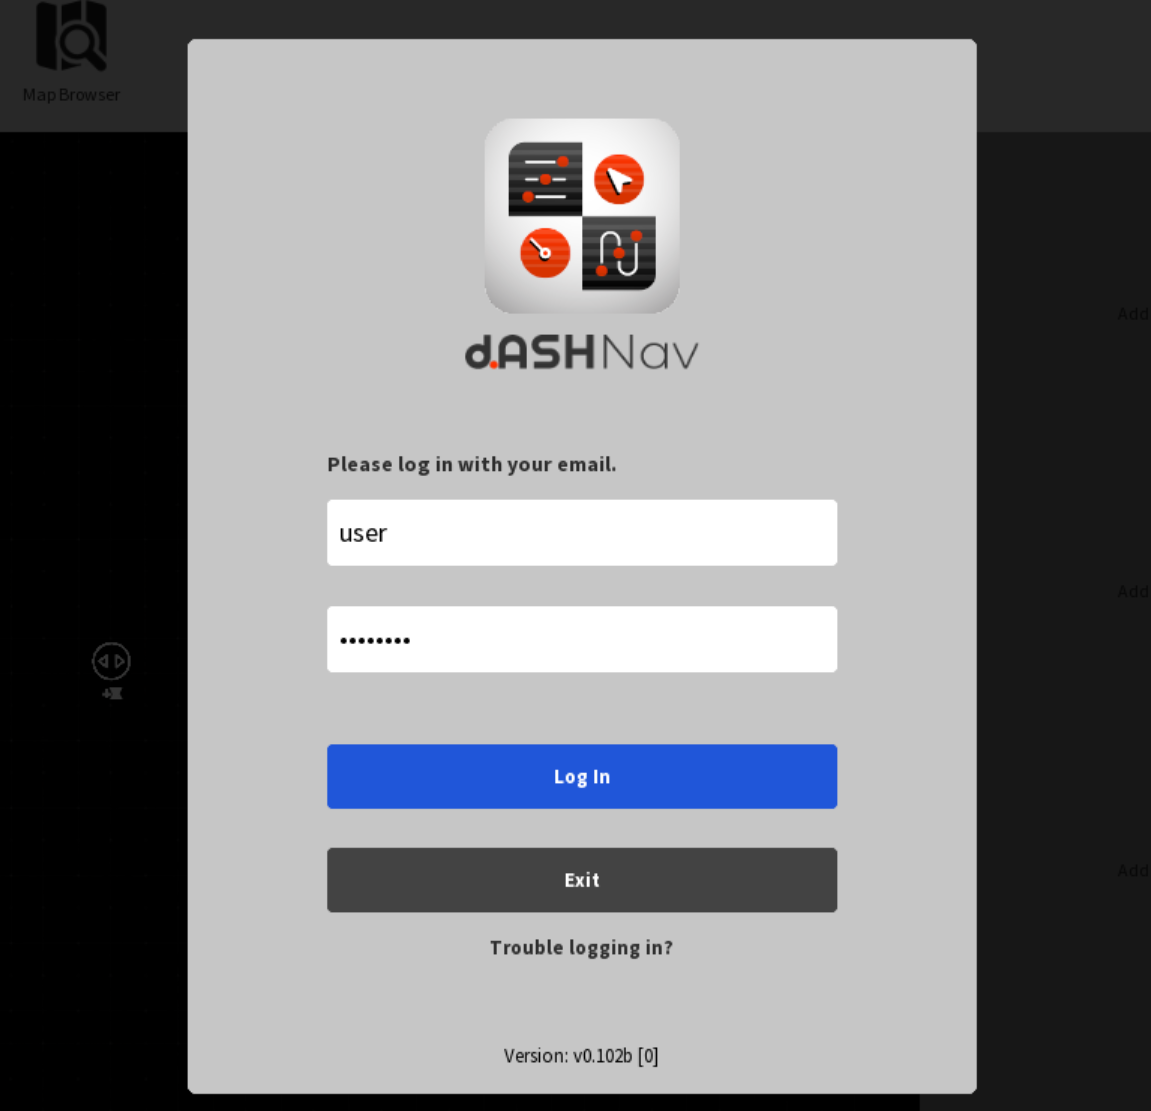 Map Browser
d.ASHNav
Please log in with your email.
user
••••••••
Log In
Exit
Trouble logging in?
Version: v0.102b [0]
Add
Add
Add